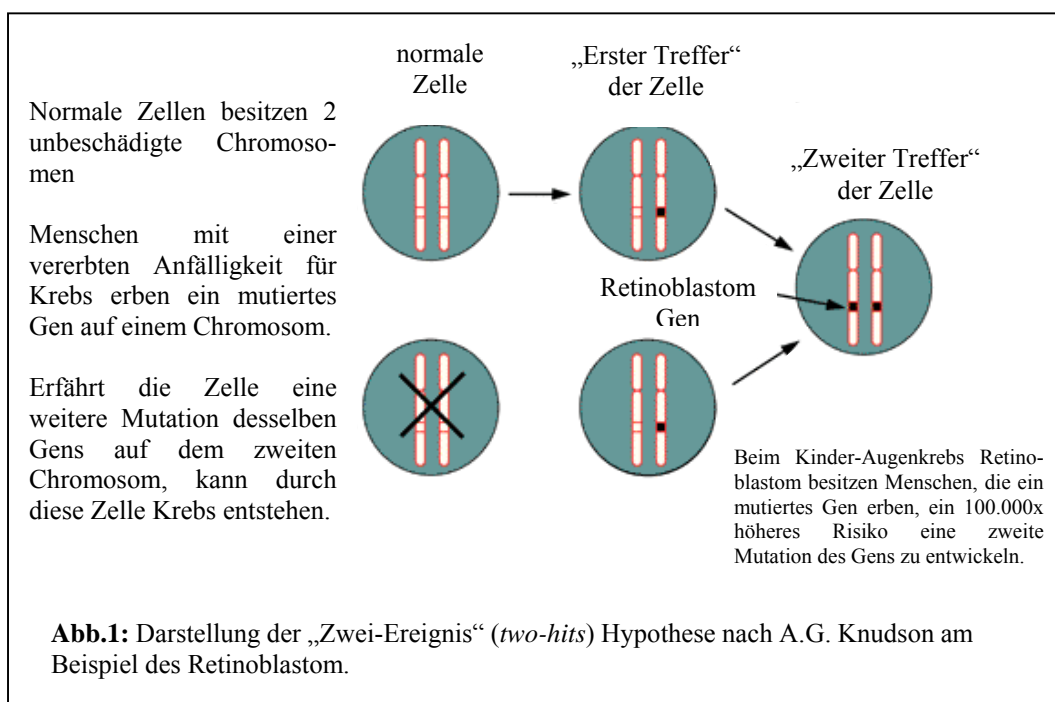 normale
Zelle
„Erster Treffer“
der Zelle
Normale Zellen besitzen 2
unbeschädigte Chromoso-
men
„Zweiter Treffer“
der Zelle
Menschen mit einer
vererbten Anfälligkeit für
Krebs erben ein mutiertes
Gen auf einem Chromosom.
Retinoblastom
Gen
Erfährt die Zelle eine
weitere Mutation desselben
Gens auf dem zweiten
Chromosom, kann durch
diese Zelle Krebs entstehen.
Beim Kinder-Augenkrebs Retino-
blastom besitzen Menschen, die ein
mutiertes Gen erben, ein 100.000x
höheres Risiko eine zweite
Mutation des Gens zu entwickeln.
Abb.1: Darstellung der „Zwei-Ereignis“ (two-hits) Hypothese nach A.G. Knudson am
Beispiel des Retinoblastom.